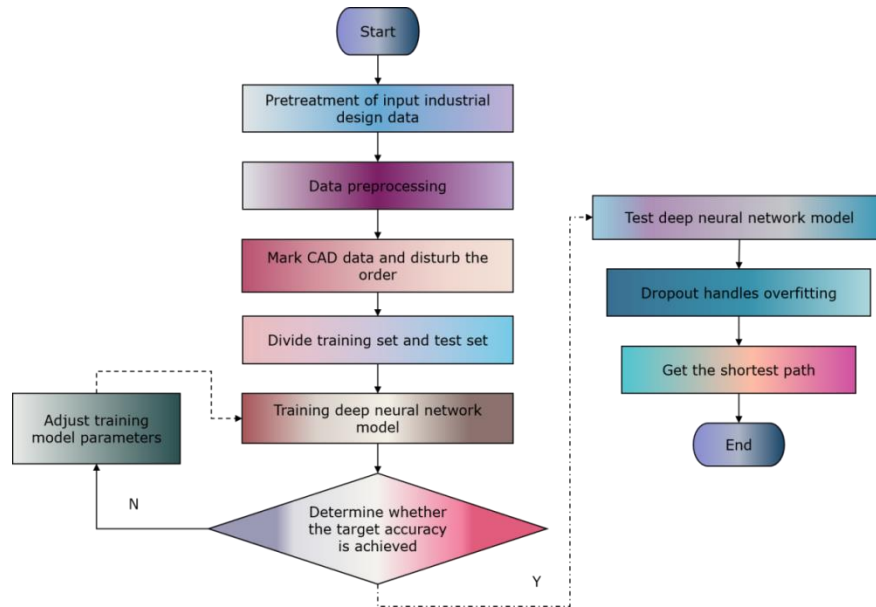 Start
Pretreatment of input industrial
design data
Data preprocessing
Mark CAD data and disturb the
order
Divide training set and test set
Training deep neural network
model
Adjust training
model parameters
N
Determine whether
the target accuracy
is achieved
Y
Test deep neural network model
Dropout handles overfitting
Get the shortest path
End